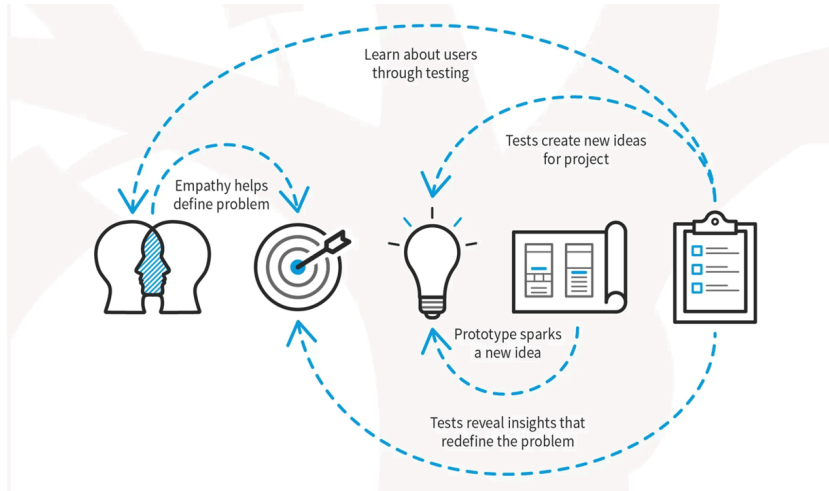 Learn about users
through testing
Tests create new ideas
for project
Empathy helps
define problem
Prototype sparks
a new idea
Tests reveal insights that
redefine the problem